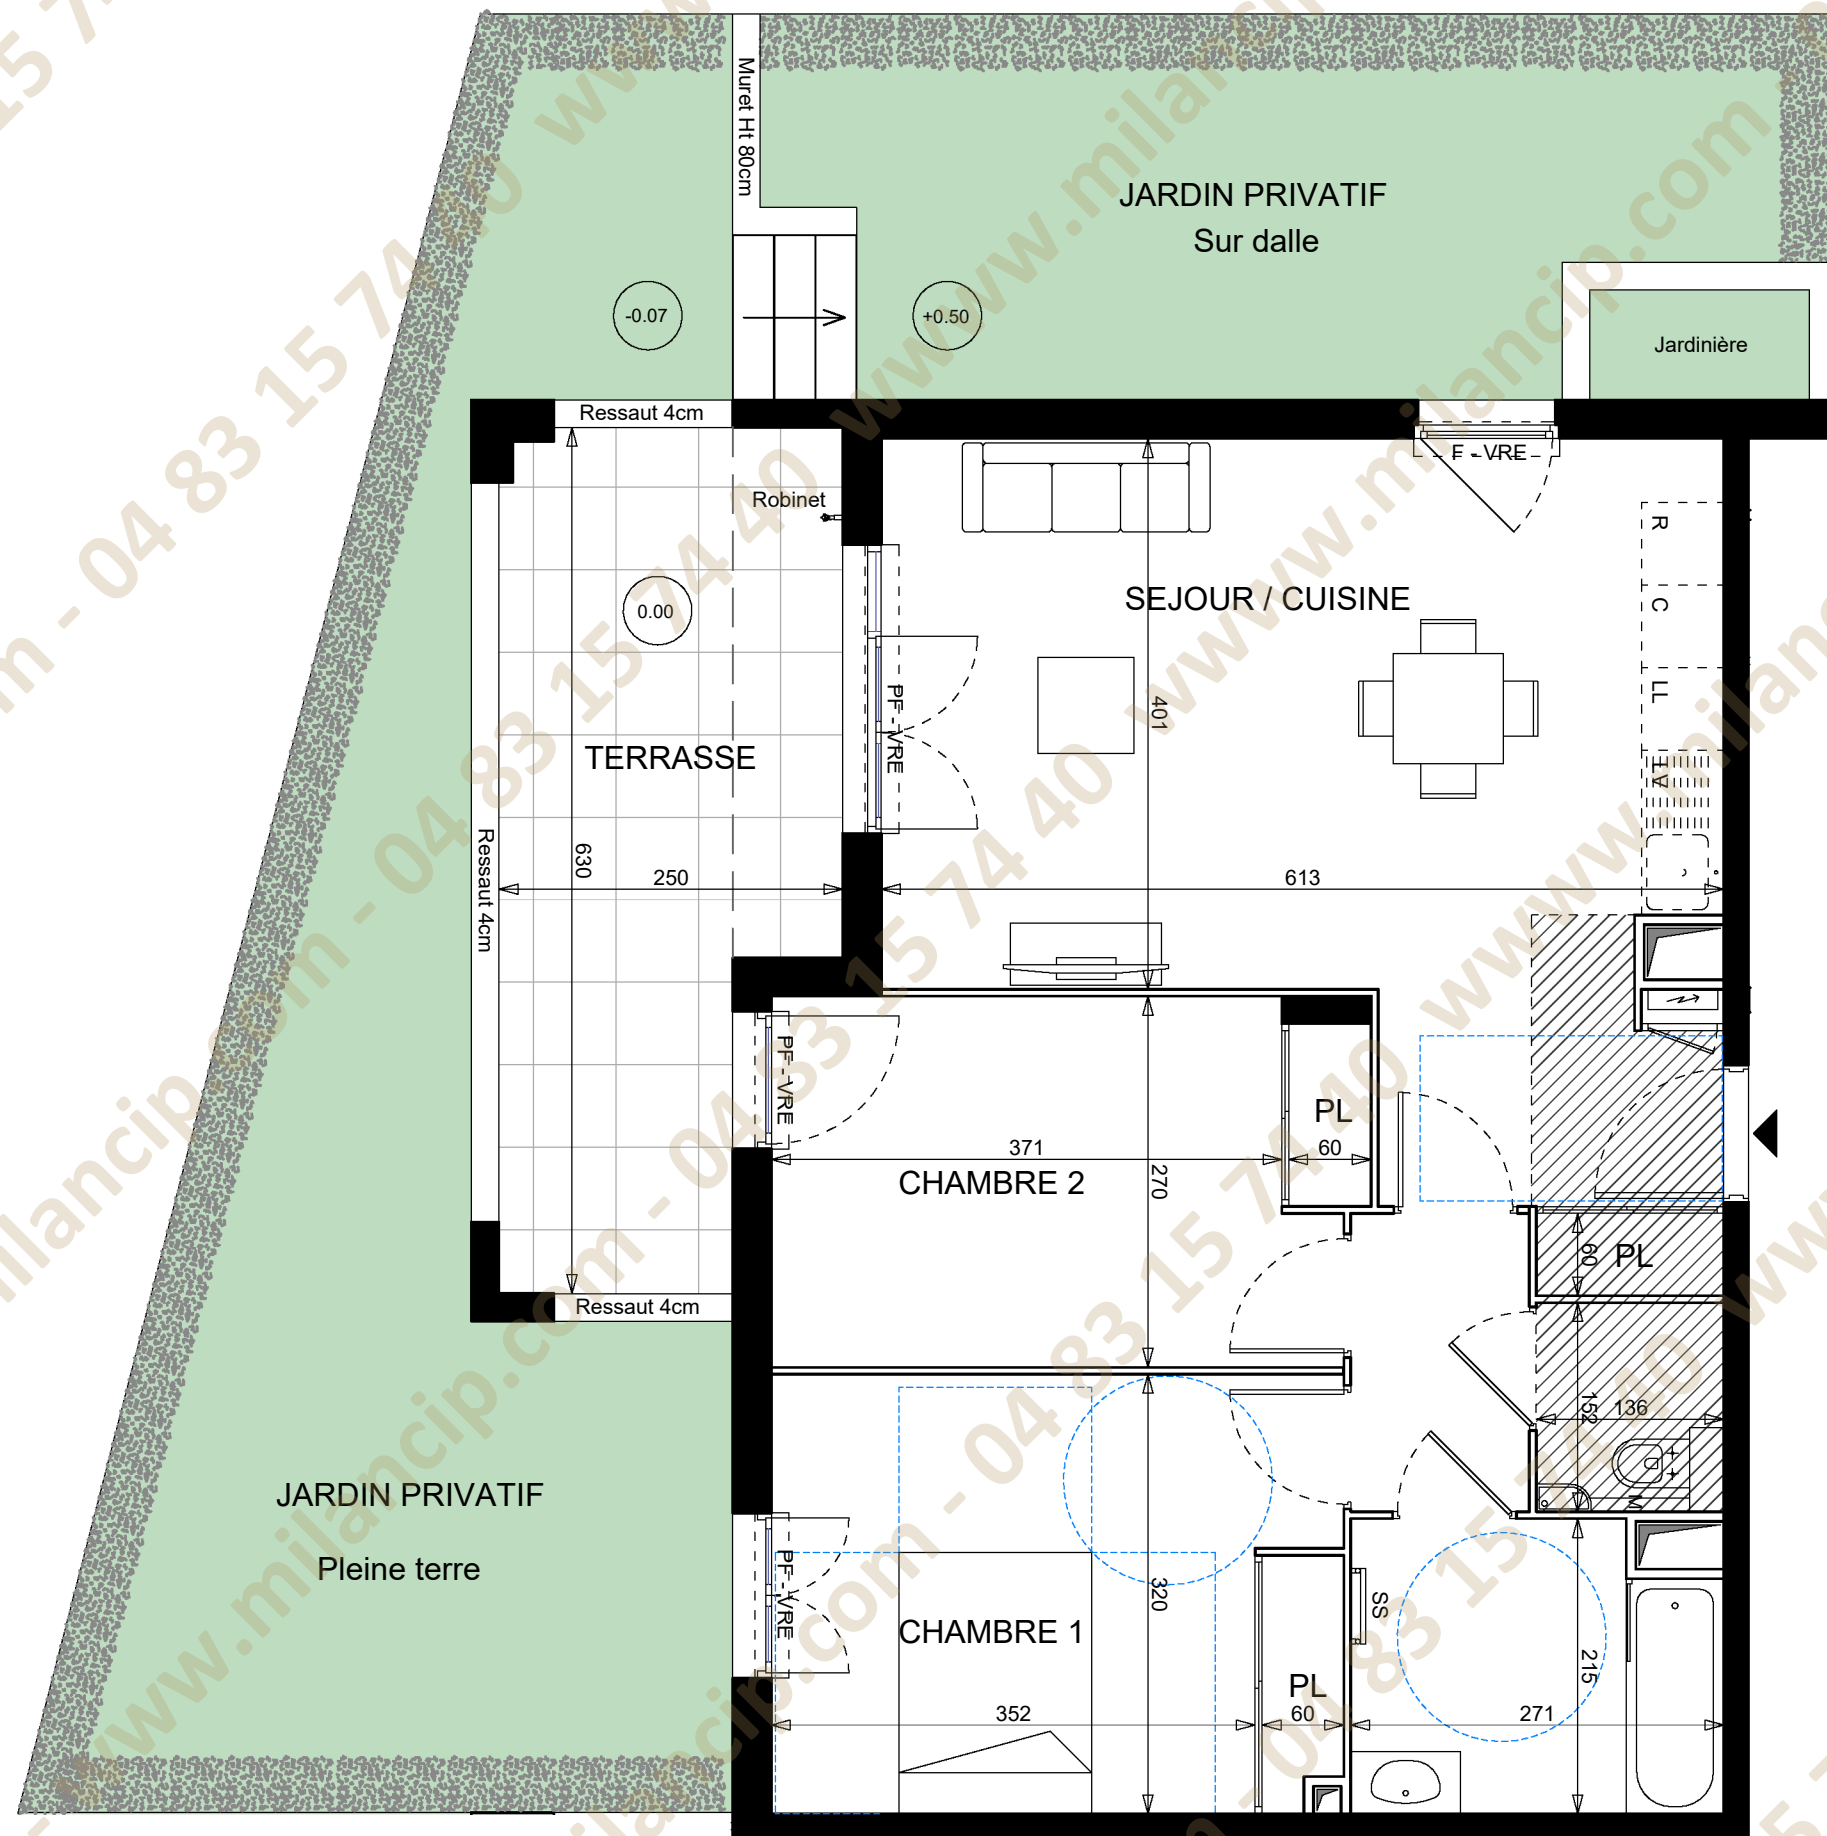 Muret Ht 80cm
JARDIN PRIVATIF
Sur dalle
-0.07
+0.50
Jardinière
Ressaut 4cm
F - VRE
Robinet
R
C
LL
LV
0.00
SEJOUR / CUISINE
401
PF - VRE
TERRASSE
Ressaut 4cm
630
250
613
PF - VRE
PL
371
60
270
CHAMBRE 2
60
PL
Ressaut 4cm
152
136
M
JARDIN PRIVATIF
Pleine terre
PF - VRE
320
SS
CHAMBRE 1
215
PL
352
60
271
www.milancip.com - 04 83 15 74 40